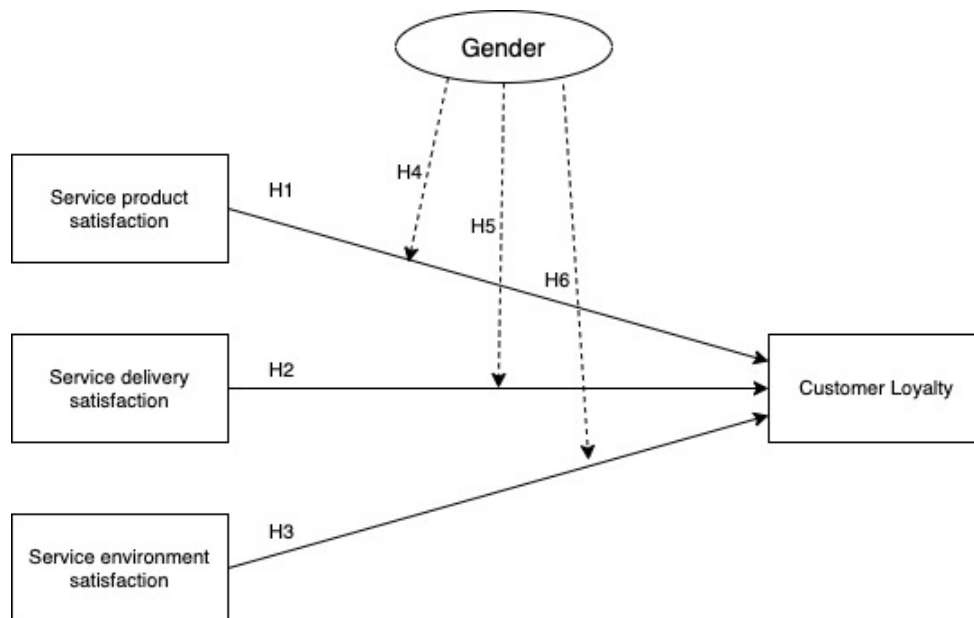 Gender
H4
H1
Service product
satisfaction
H5
H6
H2
Service delivery
satisfaction
Customer Loyalty
H3
Service environment
satisfaction